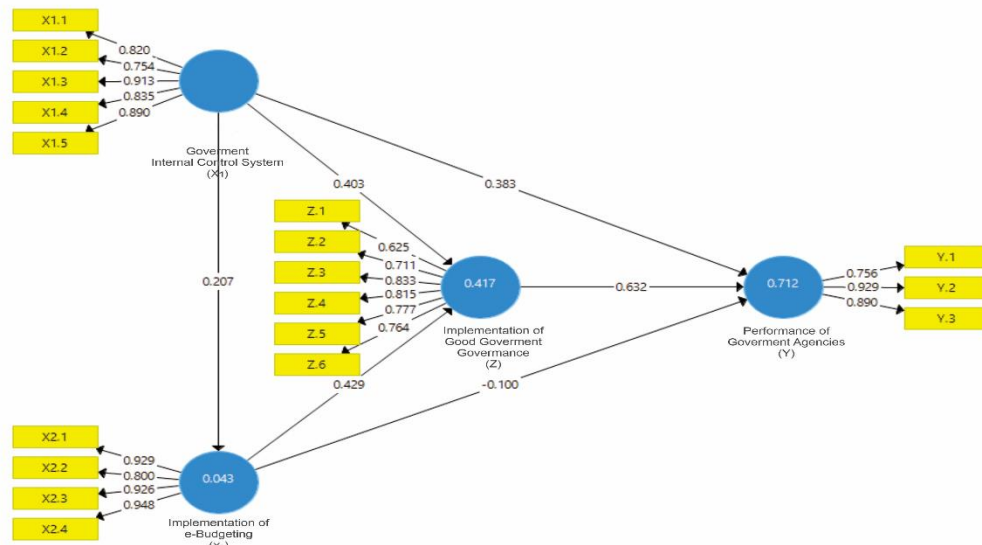 X1.1
X1.2
X1.3
X1.4
X1.5
0.820
0.754
0.913
0.835
0.890
Goverment
Internal Control System
(X₁)
0.403
0.383
0.207
Z.1
Z.2
Z.3
Z.4
Z.5
Z.6
0.625
0.711
0.833
0.815
0.777
0.764
0.417
Implementation of
Good Goverment
Govermance
(Z)
0.632
0.712
Performance of
Goverment Agencies
(Y)
0.756
0.929
0.890
Y.1
Y.2
Y.3
0.429
-0.100
X2.1
X2.2
X2.3
X2.4
0.929
0.800
0.926
0.948
0.043
Implementation of
e-Budgeting